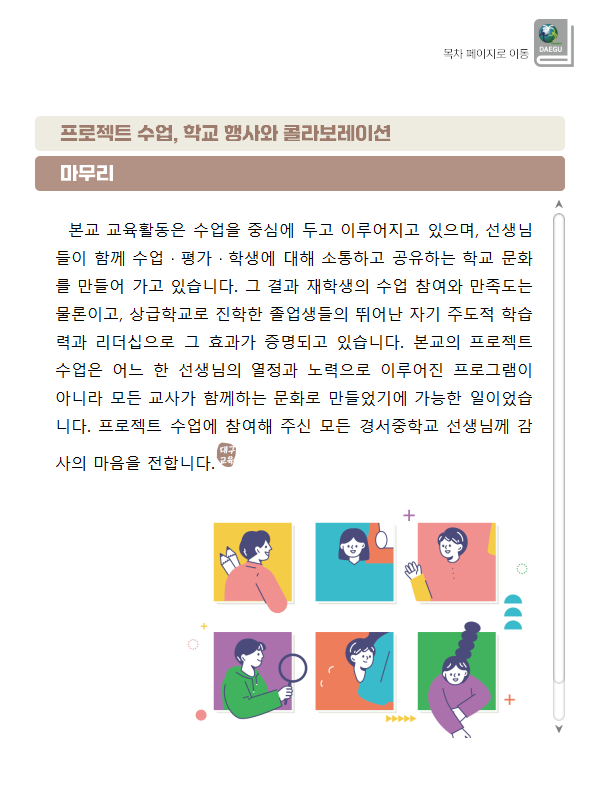 목차 페이지로 이동
DAEGU
프로젝트 수업, 학교 행사와 콜라보레이션
마무리
본교 교육활동은 수업을 중심에 두고 이루어지고 있으며, 선생님
들이 함께 수업·평가·학생에 대해 소통하고 공유하는 학교 문화
를 만들어 가고 있습니다. 그 결과 재학생의 수업 참여와 만족도는
물론이고, 상급학교로 진학한 졸업생들의 뛰어난 자기 주도적 학습
력과 리더십으로 그 효과가 증명되고 있습니다. 본교의 프로젝트
수업은 어느 한 선생님의 열정과 노력으로 이루어진 프로그램이
아니라 모든 교사가 함께하는 문화로 만들었기에 가능한 일이었습
니다. 프로젝트 수업에 참여해 주신 모든 경서중학교 선생님께 감
사의 마음을 전합니다.
대구
교육